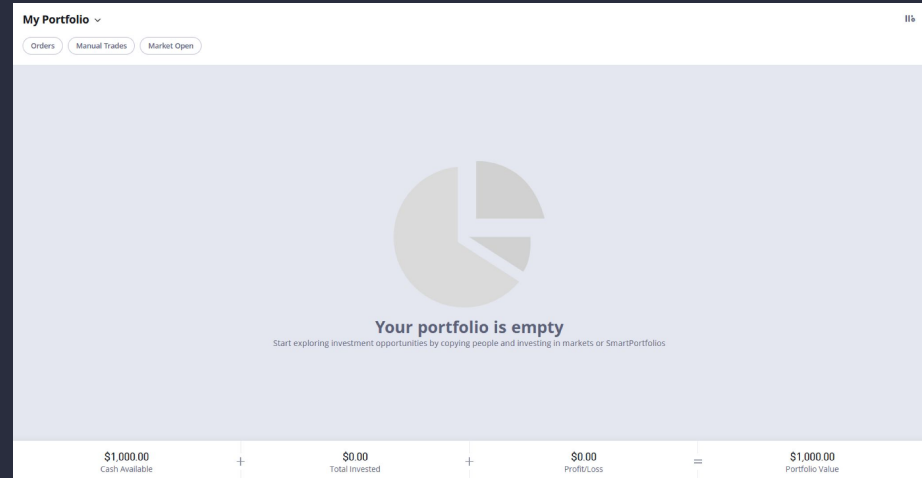 My Portfolio
Orders Manual Trades Market Open
Your portfolio is empty
Start exploring investment opportunities by copying people and investing in markets or SmartPortfolios
$1,000.00 + $0.00 + $0.00 = $1,000.00
Cash Available Total Invested Profit/Loss Portfolio Value